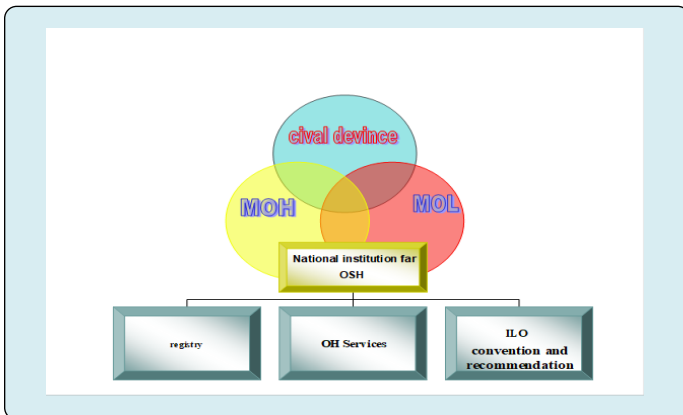 cival devince
MOH
MOL
National institution far
OSH
registry
OH Services
ILO
convention and
recommendation